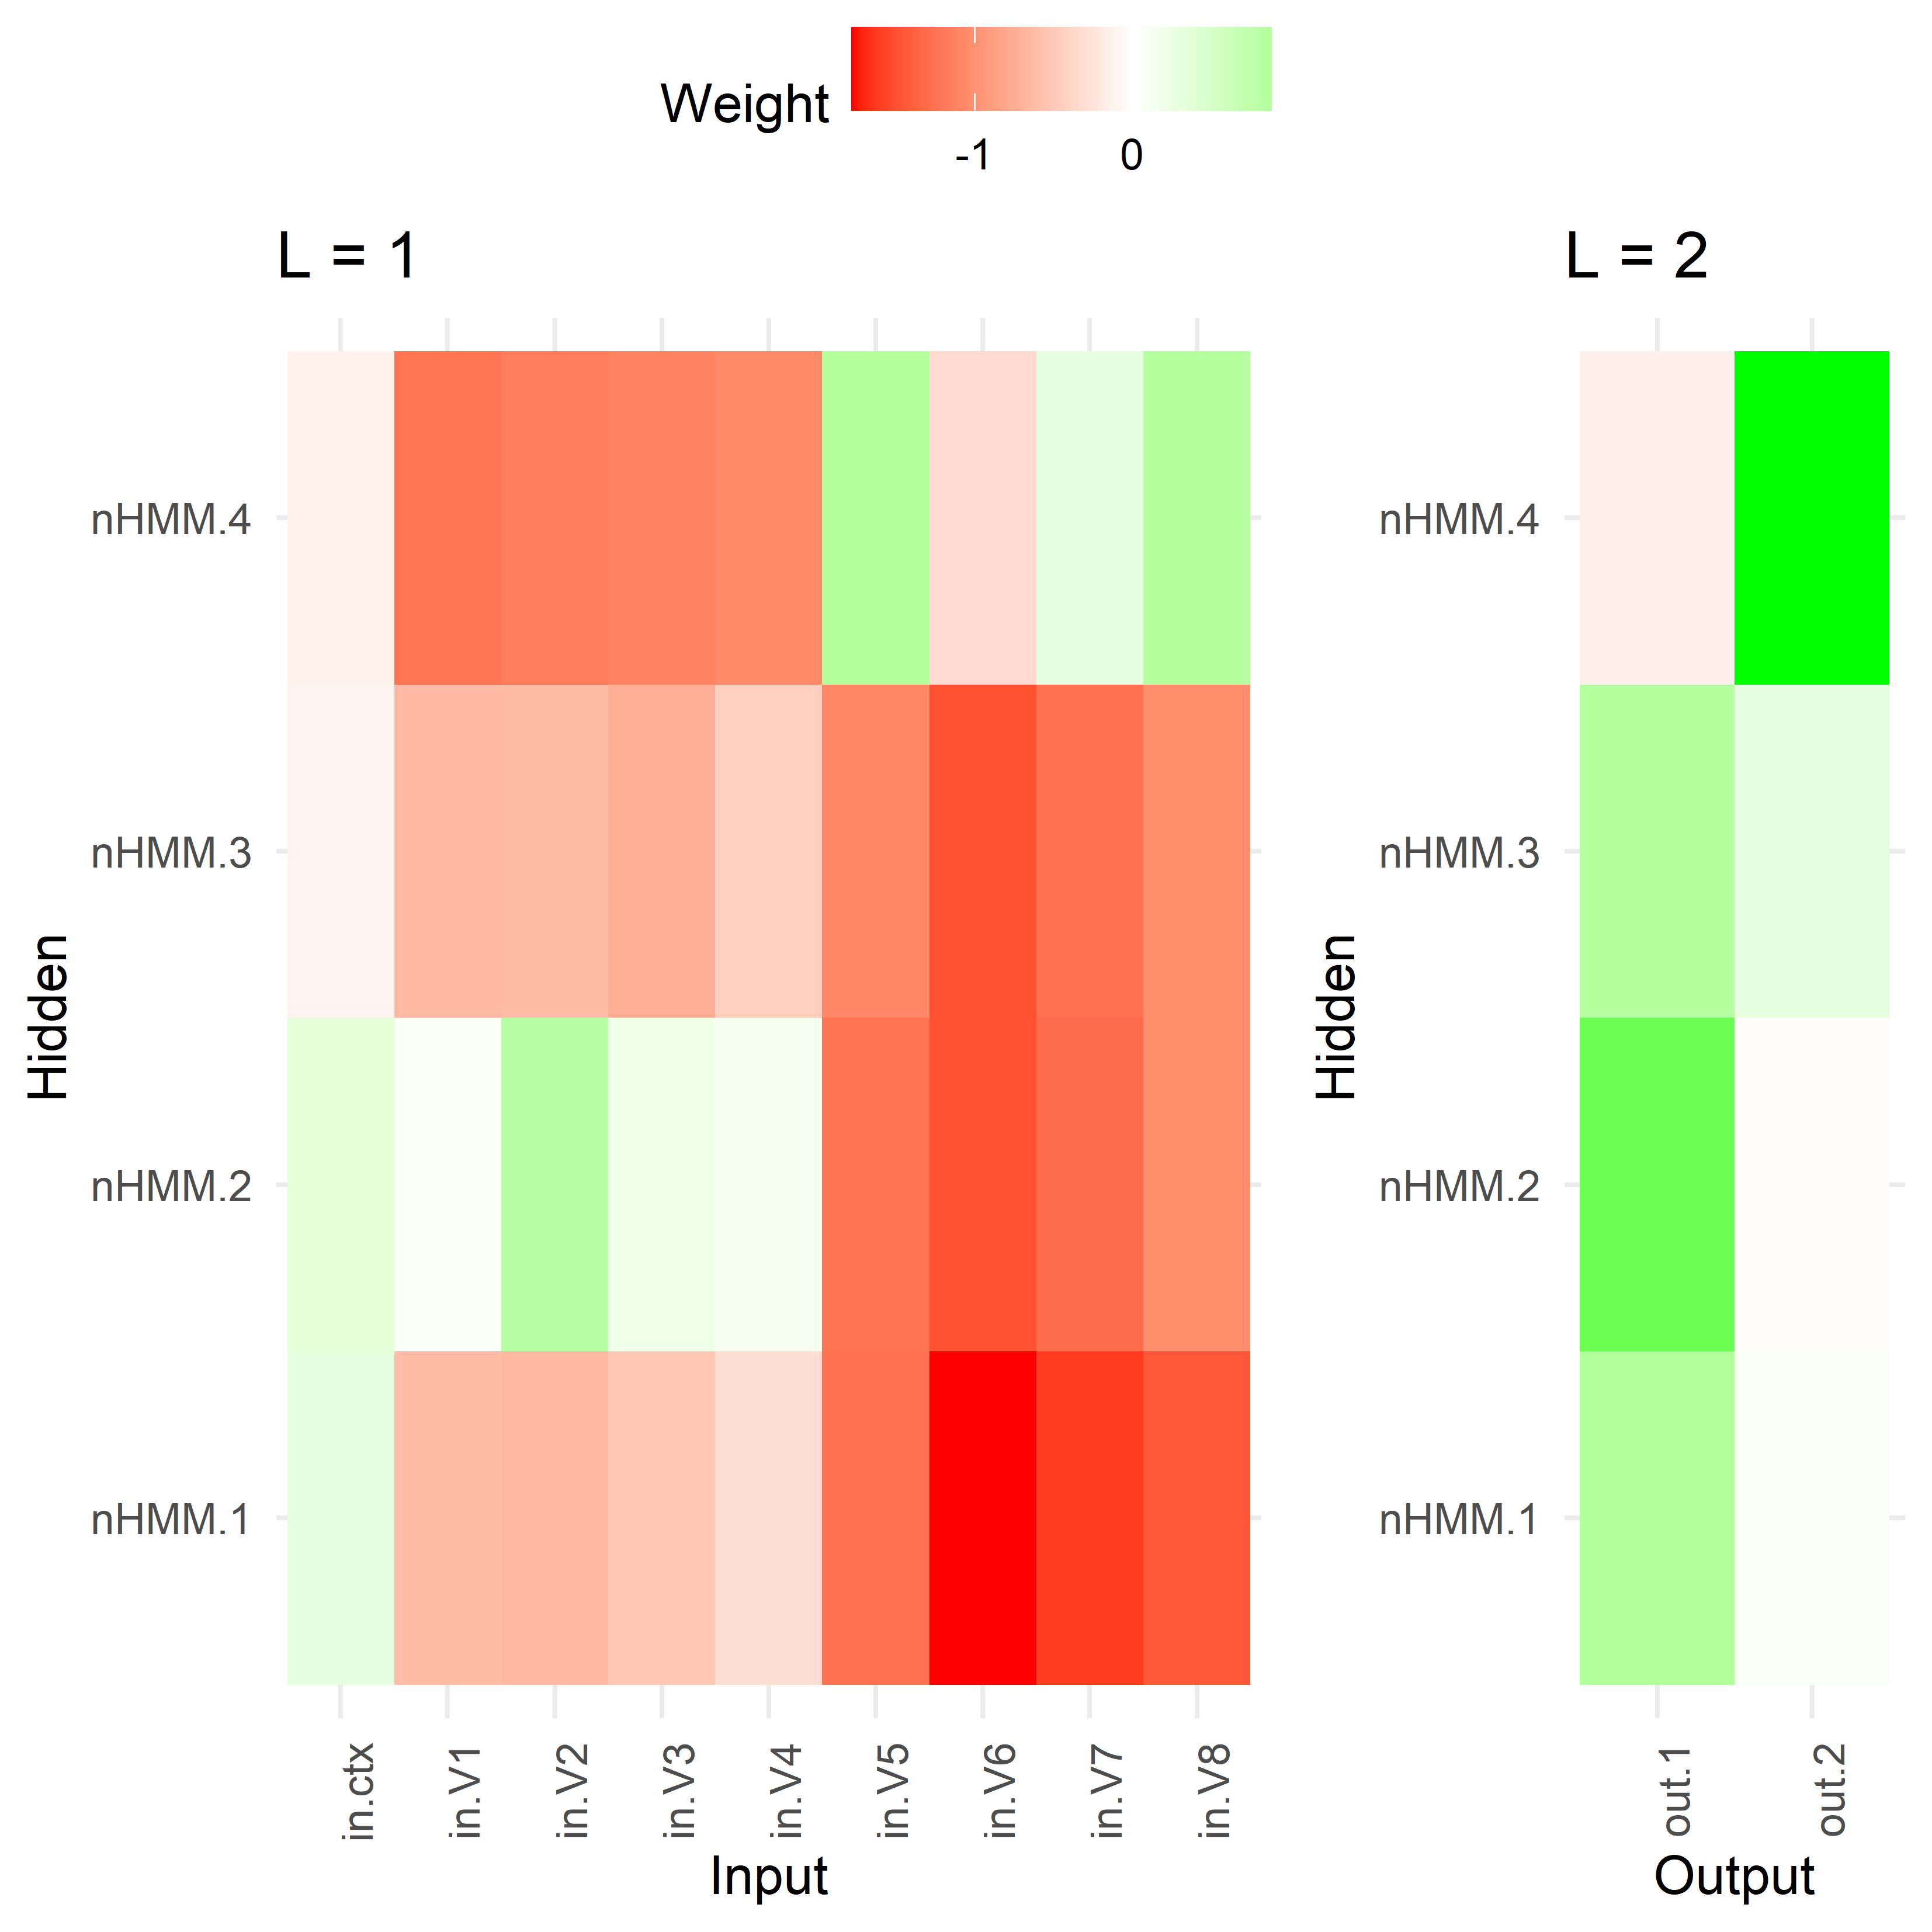 Weight
-1 0
L = 1
L = 2
Hidden
nHMM.4
nHMM.3
nHMM.2
nHMM.1
in.ctx
in.V1
in.V2
in.V3
in.V4
in.V5
in.V6
in.V7
in.V8
Input
Hidden
nHMM.4
nHMM.3
nHMM.2
nHMM.1
out.1
out.2
Output